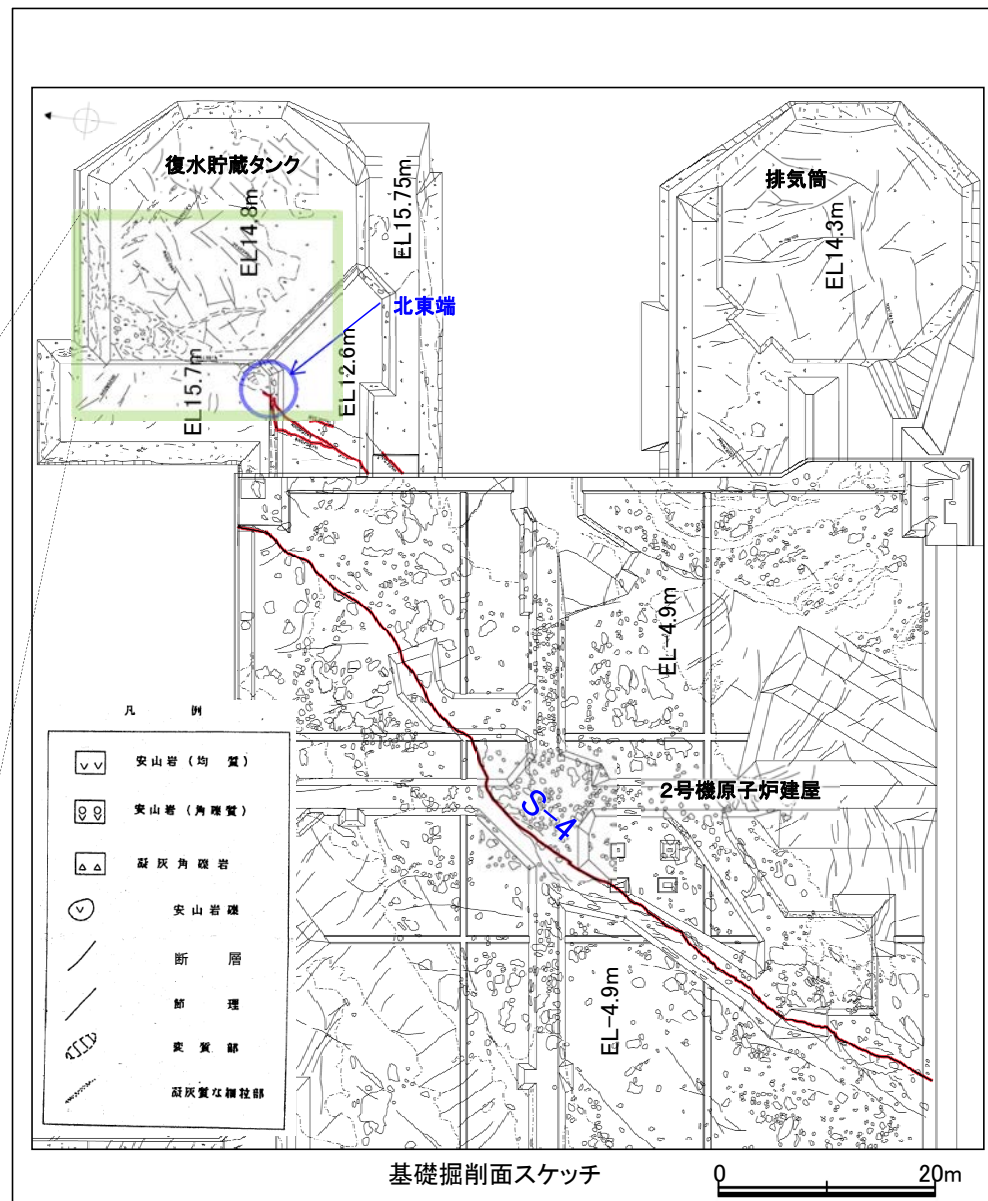 復水貯蔵タンク
排気筒
EL14.8m
EL15.75m
EL14.3m
北東端
EL12.6m
EL15.7m
EL-4.9m
2号機原子炉建屋
S-4
EL-4.9m
凡 例
安山岩(均 質)
安山岩(角礫質)
凝灰角礫岩
安山岩礫
断 層
節 理
変 質 部
凝灰質な細粒部
基礎掘削面スケッチ
0 20m